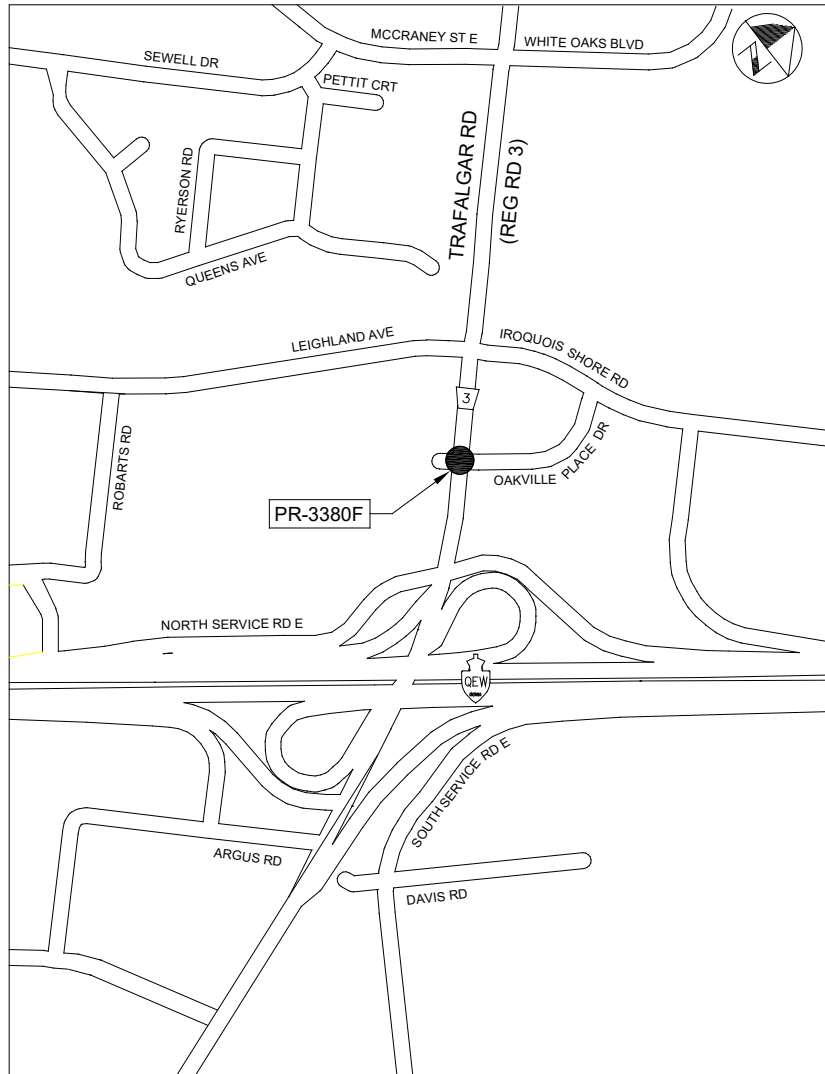 MCCRANEY ST E
WHITE OAKS BLVD
SEWELL DR
PETTIT CRT
TRAFALGAR RD
(REG RD 3)
RYERSON RD
QUEENS AVE
LEIGHLAND AVE
IROQUOIS SHORE RD
3
ROBARTS RD
OAKVILLE PLACE DR
PR-3380F
NORTH SERVICE RD E
QEW
SOUTH SERVICE RD E
ARGUS RD
DAVIS RD